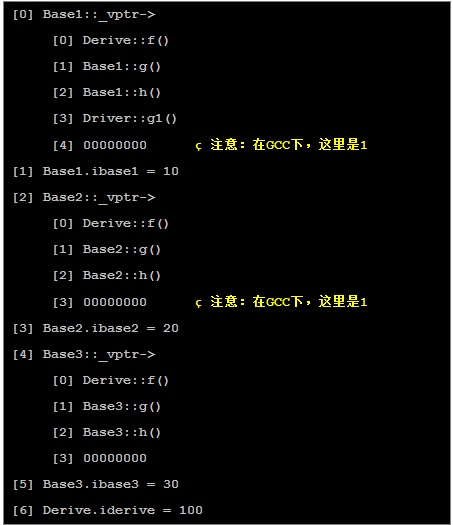 [0] Base1::_vptr->
[0] Derive::f()
[1] Base1::g()
[2] Base1::h()
[3] Driver::g1()
[4] 00000000 ç 注意：在GCC下，这里是1
[1] Base1.ibase1 = 10
[2] Base2::_vptr->
[0] Derive::f()
[1] Base2::g()
[2] Base2::h()
[3] 00000000 ç 注意：在GCC下，这里是1
[3] Base2.ibase2 = 20
[4] Base3::_vptr->
[0] Derive::f()
[1] Base3::g()
[2] Base3::h()
[3] 00000000
[5] Base3.ibase3 = 30
[6] Derive.iderive = 100